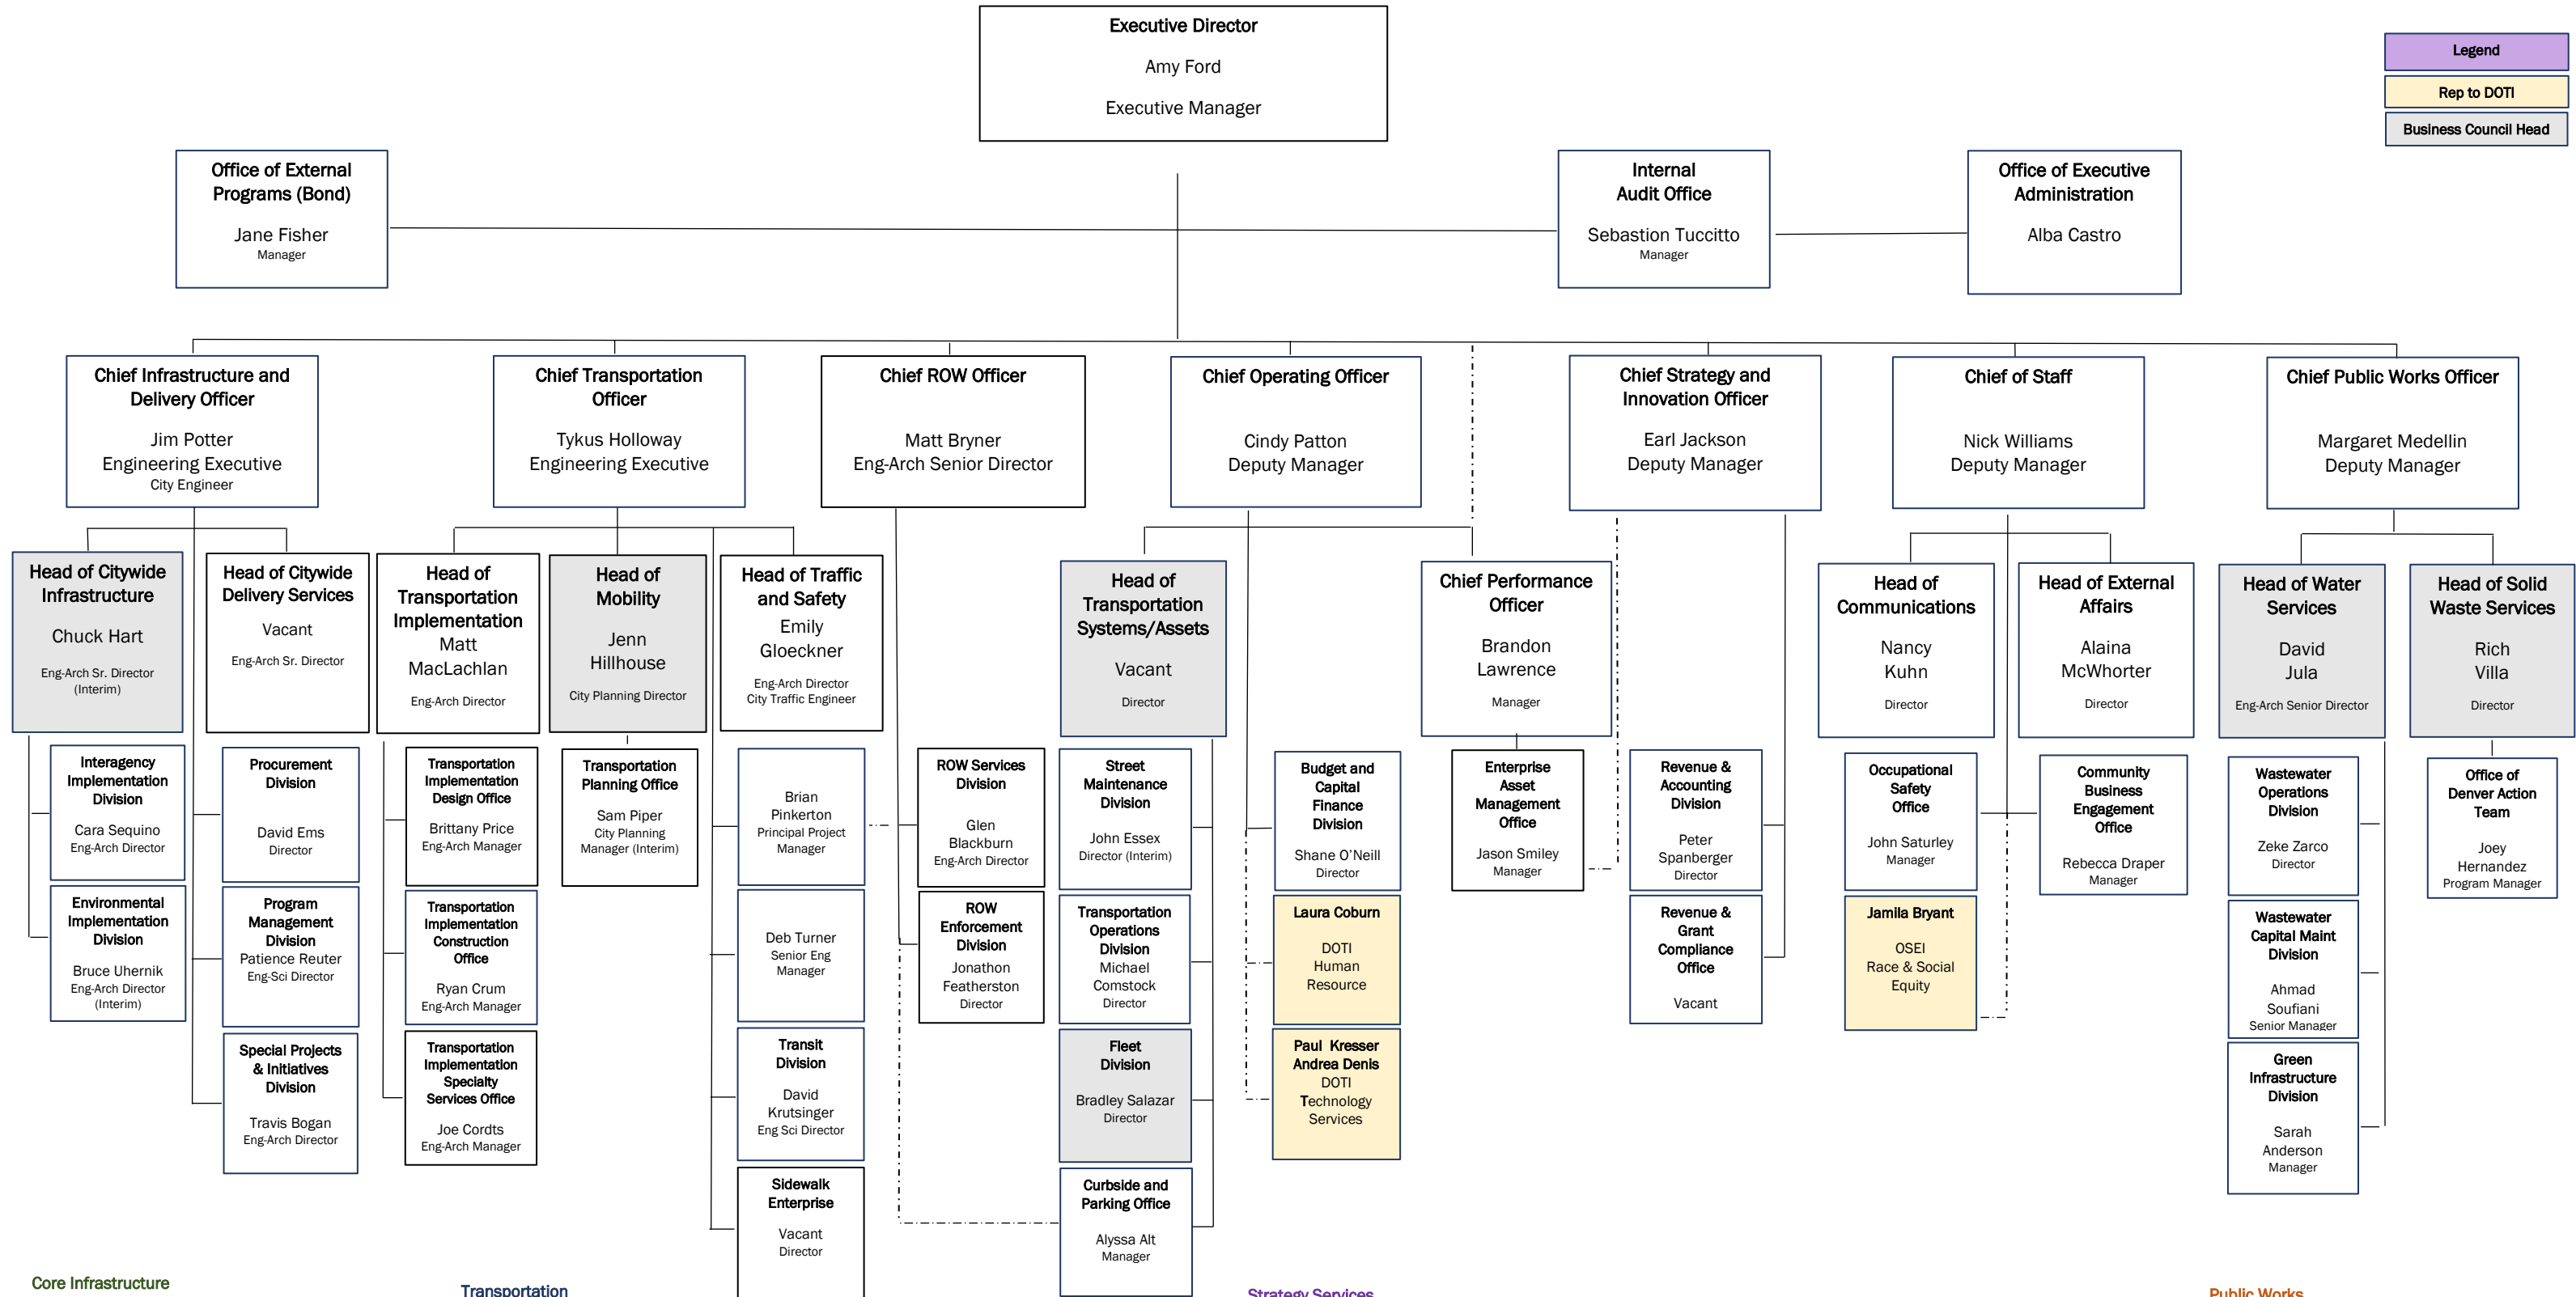 Executive Director
Amy Ford
Executive Manager
Legend
Rep to DOTI
Business Council Head
Office of External
Programs (Bond)
Jane Fisher
Manager
Internal
Audit Office
Sebastion Tuccitto
Manager
Office of Executive
Administration
Alba Castro
Chief Infrastructure and
Delivery Officer
Jim Potter
Engineering Executive
City Engineer
Chief Transportation
Officer
Tykus Holloway
Engineering Executive
Chief ROW Officer
Matt Bryner
Eng-Arch Senior Director
Chief Operating Officer
Cindy Patton
Deputy Manager
Chief Strategy and
Innovation Officer
Earl Jackson
Deputy Manager
Chief of Staff
Nick Williams
Deputy Manager
Chief Public Works Officer
Margaret Medellin
Deputy Manager
Head of Citywide
Infrastructure
Chuck Hart
Eng-Arch Sr. Director
(Interim)
Head of Citywide
Delivery Services
Vacant
Eng-Arch Sr. Director
Head of
Transportation
Implementation
Matt
MacLachlan
Eng-Arch Director
Head of
Mobility
Jenn
Hillhouse
City Planning Director
Head of Traffic
and Safety
Emily
Gloeckner
Eng-Arch Director
City Traffic Engineer
Head of
Transportation
Systems/Assets
Vacant
Director
Chief Performance
Officer
Brandon
Lawrence
Manager
Head of
Communications
Nancy
Kuhn
Director
Head of External
Affairs
Alaina
McWhorter
Director
Head of Water
Services
David
Jula
Eng-Arch Senior Director
Head of Solid
Waste Services
Rich
Villa
Director
Interagency
Implementation
Division
Cara Sequino
Eng-Arch Director
Procurement
Division
David Ems
Director
Transportation
Implementation
Design Office
Brittany Price
Eng-Arch Manager
Transportation
Planning Office
Sam Piper
City Planning
Manager (Interim)
Brian
Pinkerton
Principal Project
Manager
ROW Services
Division
Glen
Blackburn
Eng-Arch Director
Street
Maintenance
Division
John Essex
Director (Interim)
Budget and
Capital
Finance
Division
Shane O'Neill
Director
Enterprise
Asset
Management
Office
Jason Smiley
Manager
Revenue &
Accounting
Division
Peter
Spanberger
Director
Occupational
Safety
Office
John Saturley
Manager
Community
Business
Engagement
Office
Rebecca Draper
Manager
Wastewater
Operations
Division
Zeke Zarco
Director
Office of
Denver Action
Team
Joey
Hernandez
Program Manager
Environmental
Implementation
Division
Bruce Uhernik
Eng-Arch Director
(Interim)
Program
Management
Division
Patience Reuter
Eng-Sci Director
Transportation
Implementation
Construction
Office
Ryan Crum
Eng-Arch Manager
Deb Turner
Senior Eng
Manager
ROW
Enforcement
Division
Jonathon
Featherston
Director
Transportation
Operations
Division
Michael
Comstock
Director
Laura Coburn
DOTI
Human
Resource
Revenue &
Grant
Compliance
Office
Vacant
Jamila Bryant
OSEI
Race & Social
Equity
Wastewater
Capital Maint
Division
Ahmad
Soufiani
Senior Manager
Special Projects
& Initiatives
Division
Travis Bogan
Eng-Arch Director
Transportation
Implementation
Specialty
Services Office
Joe Cordts
Eng-Arch Manager
Transit
Division
David
Krutsinger
Eng Sci Director
Fleet
Division
Bradley Salazar
Director
Paul Kresser
Andrea Denis
DOTI
Technology
Services
Green
Infrastructure
Division
Sarah
Anderson
Manager
Sidewalk
Enterprise
Vacant
Director
Curbside and
Parking Office
Alyssa Alt
Manager
Core Infrastructure
Transportation
Strategy Services
Public Works